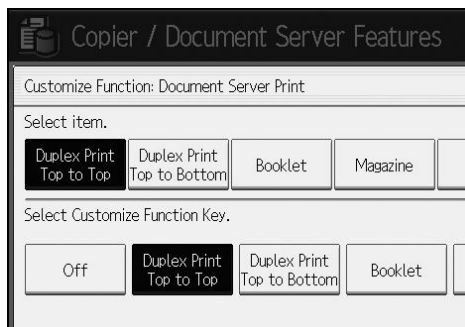 Copier / Document Server Features
Customize Function: Document Server Print
Select item.
Duplex Print
Top to Top
Duplex Print
Top to Bottom
Booklet
Magazine
Select Customize Function Key.
Off
Duplex Print
Top to Top
Duplex Print
Top to Bottom
Booklet